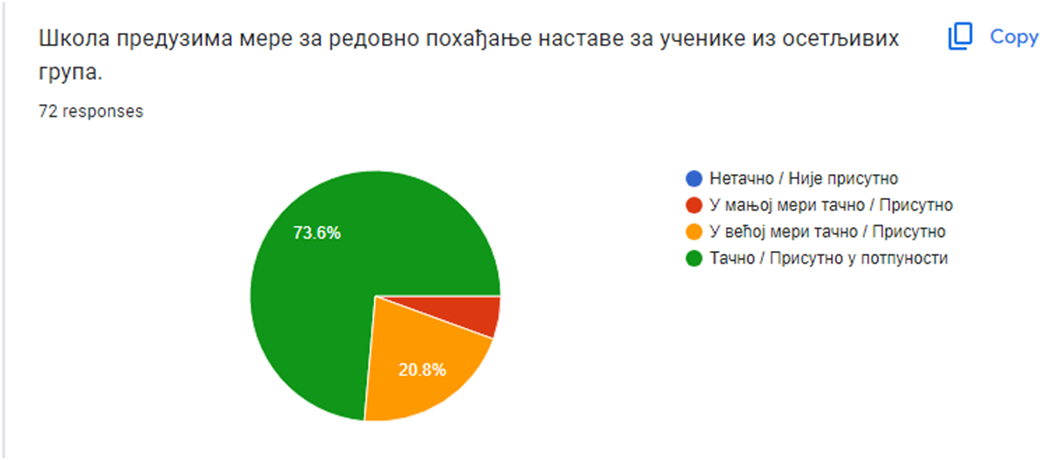 Школа предузима мере за редовно похађање наставе за ученике из осетљивих
група.
Copy
72 responses
73.6%
20.8%
Нетачно / Није присутно
У мањој мери тачно / Присутно
У већој мери тачно / Присутно
Тачно / Присутно у потпуности